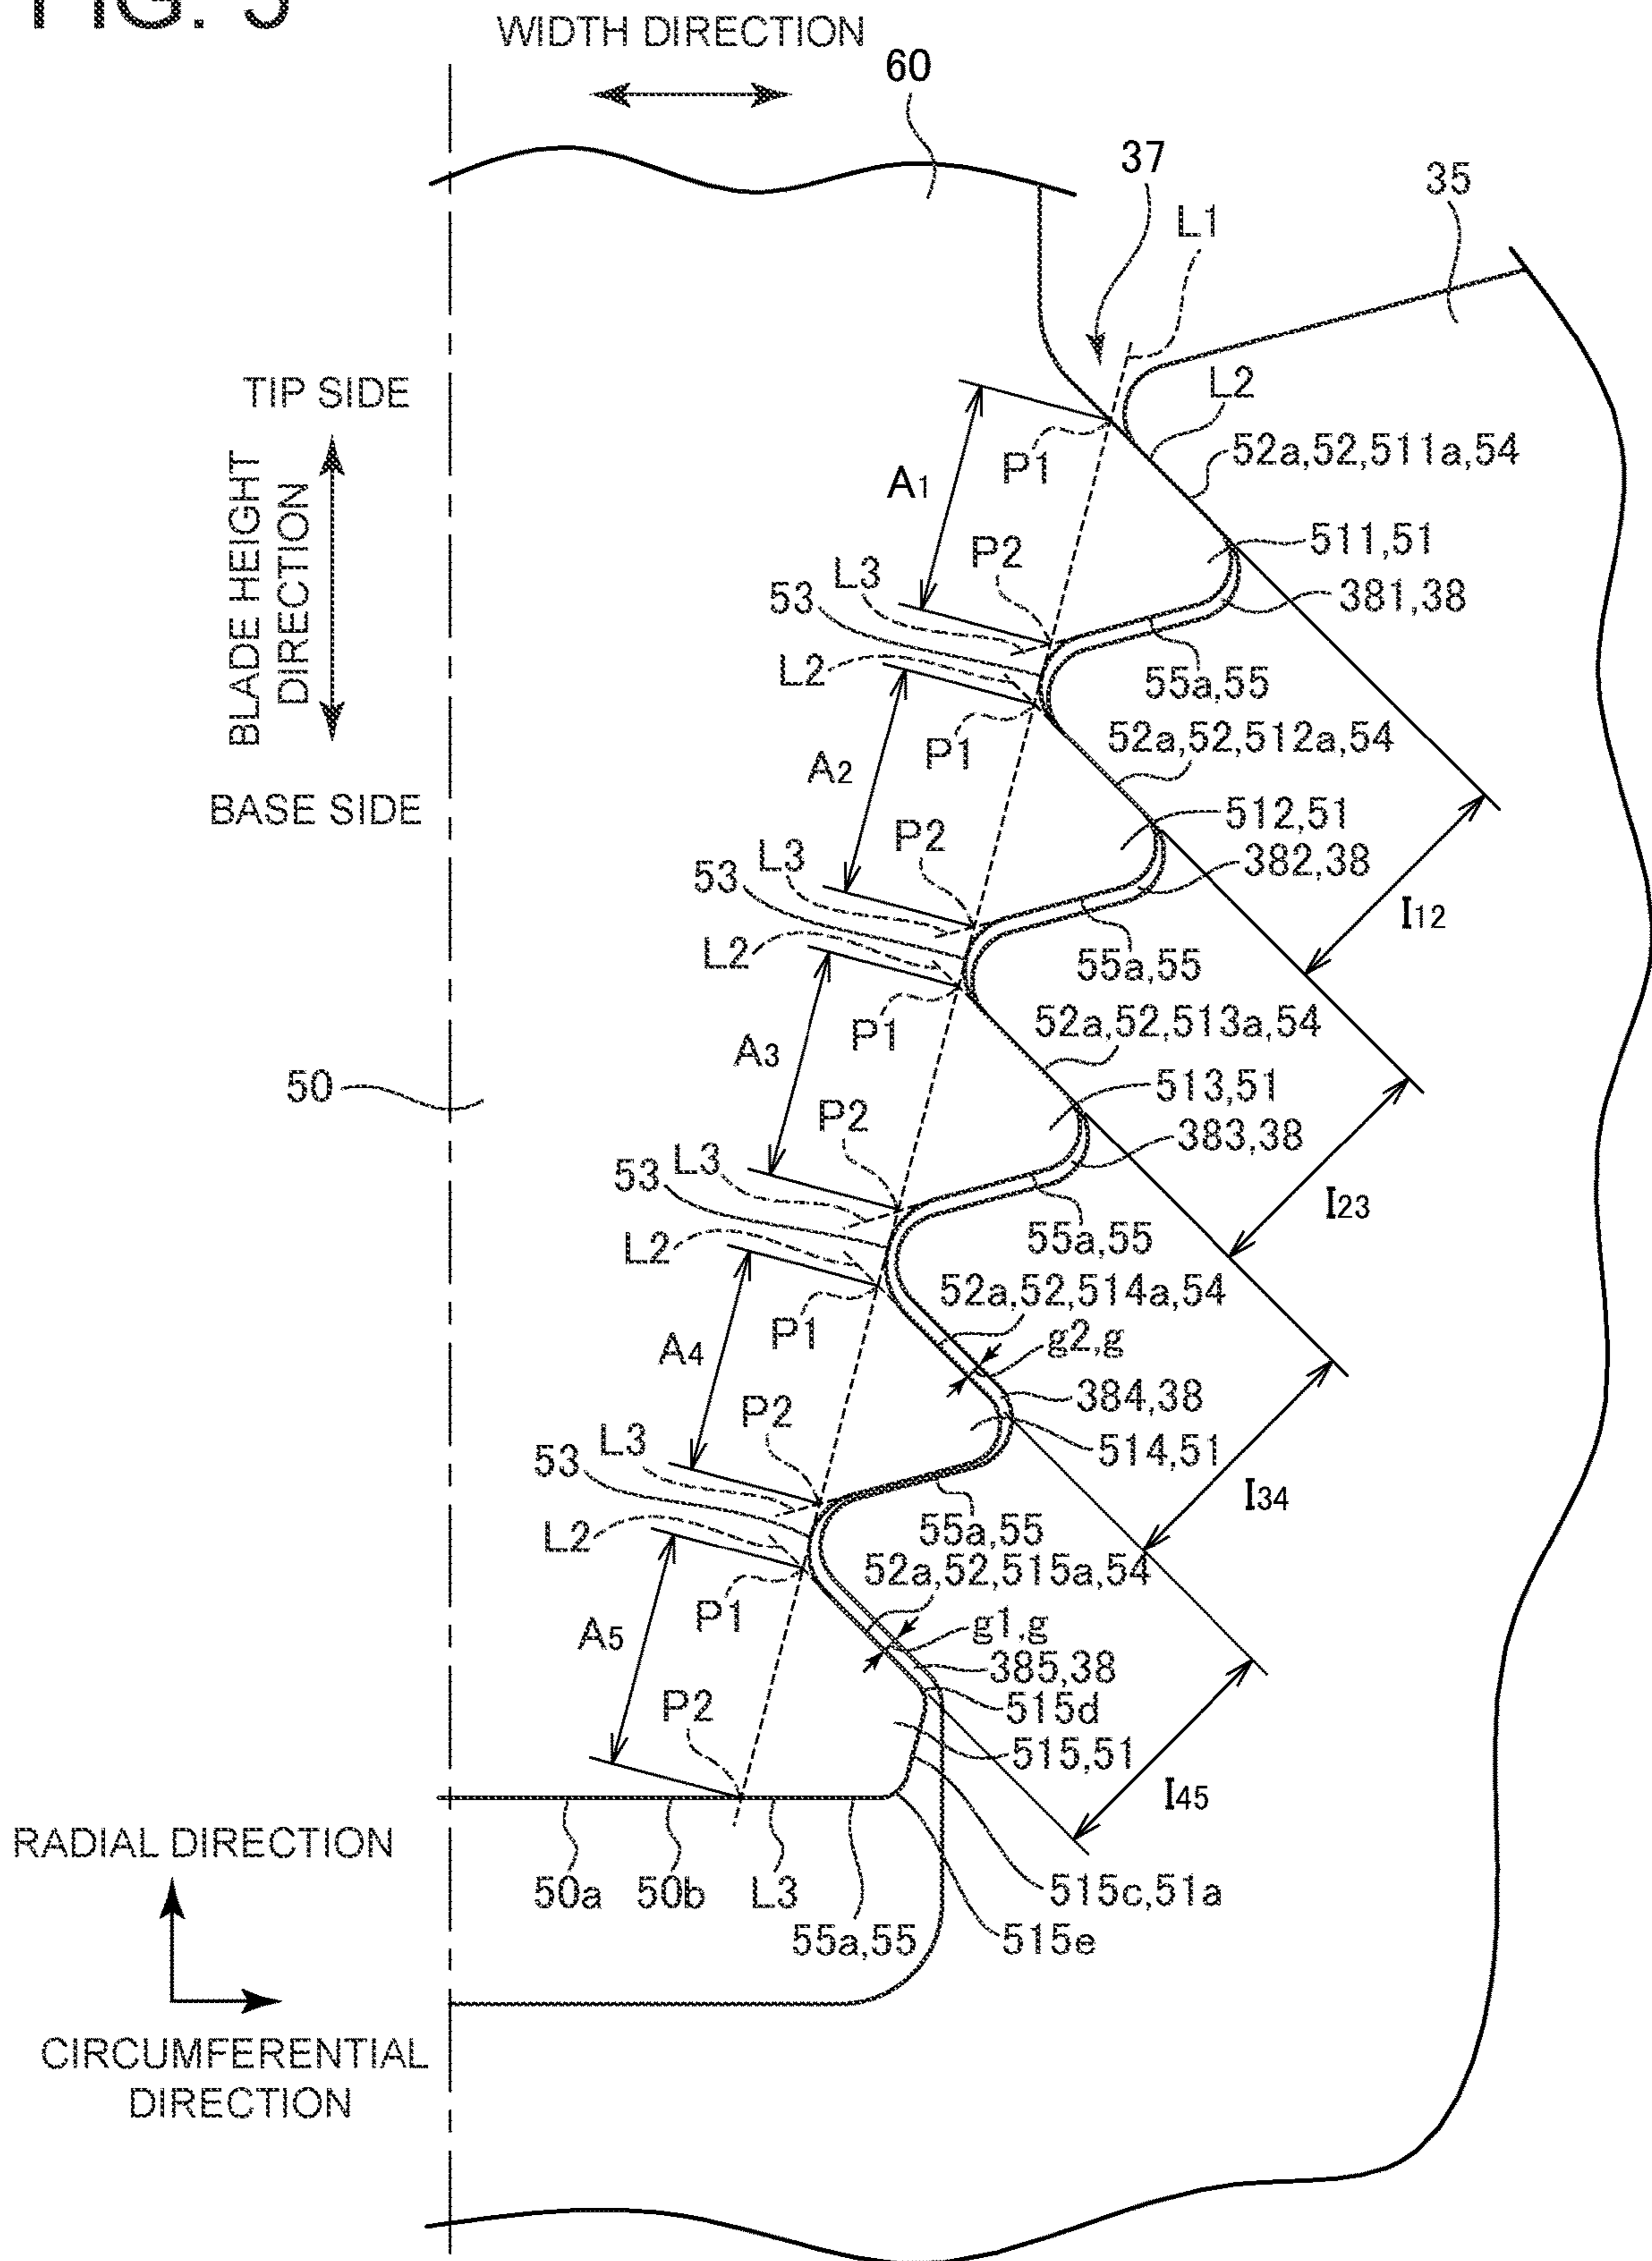 FIG. 5
WIDTH DIRECTION
60
37
35
L1
TIP SIDE
BLADE HEIGHT
DIRECTION
BASE SIDE
L2
A1
P1
52a,52,511a,54
P2
511,51
L3
53
381,38
L2
55a,55
P1
52a,52,512a,54
A2
512,51
P2
L3
382,38
53
I12
L2
55a,55
P1
52a,52,513a,54
A3
50
513,51
P2
383,38
L3
53
I23
L2
55a,55
52a,52,514a,54
P1
g2,g
A4
384,38
P2
514,51
L3
53
I34
L2
55a,55
52a,52,515a,54
P1
g1,g
A5
385,38
P2
515d
515,51
I45
RADIAL DIRECTION
50a
50b
L3
515c,51a
55a,55
515e
CIRCUMFERENTIAL
DIRECTION